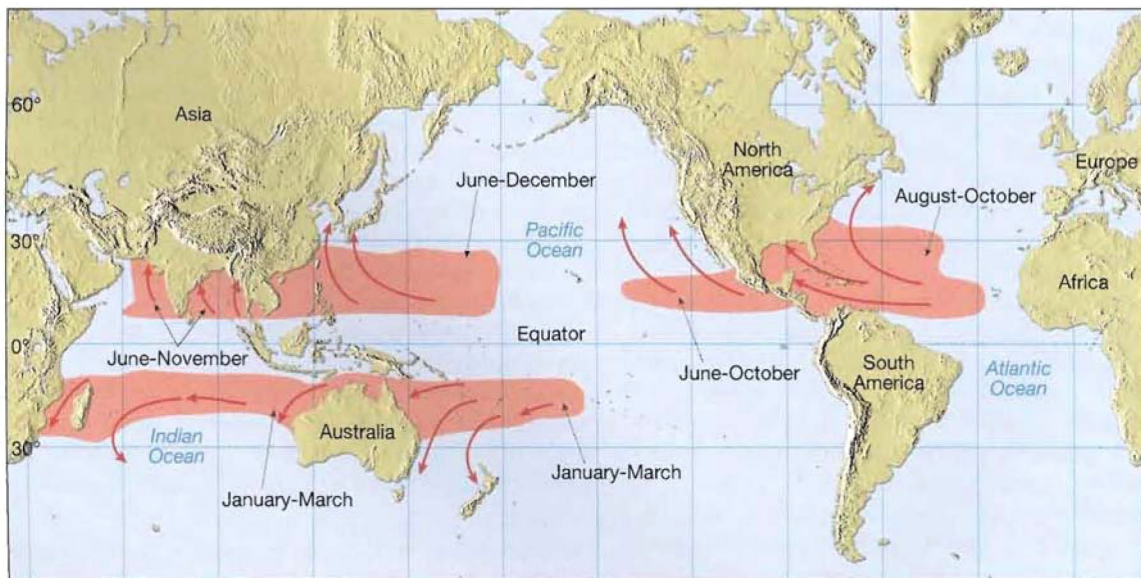 60°
Asia
North
America
Europe
June-December
August-October
Pacific
Ocean
30°
Africa
Equator
0°
June-November
June-October
South
America
Atlantic
Ocean
Australia
Indian
Ocean
30°
January-March
January-March